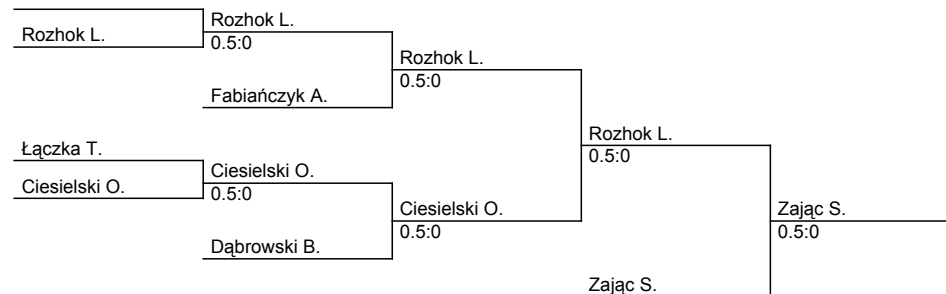 Rozhok L.
Rozhok L.
0.5:0
Rozhok L.
0.5:0
Fabiańczyk A.
Rozhok L.
0.5:0
Łączka T.
Ciesielski O.
Ciesielski O.
0.5:0
Ciesielski O.
0.5:0
Zając S.
0.5:0
Dąbrowski B.
Zając S.